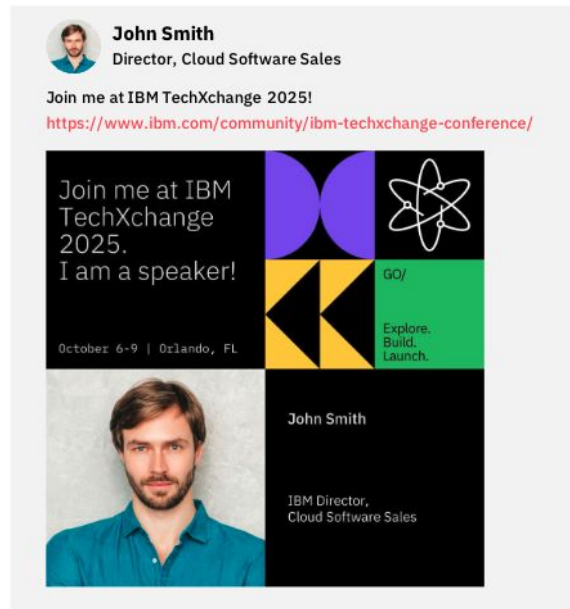 John Smith
Director, Cloud Software Sales
Join me at IBM TechXchange 2025!
https://www.ibm.com/community/ibm-techxchange-conference/
Join me at IBM
TechXchange
2025.
I am a speaker!
October 6-9 | Orlando, FL
GO/
Explore.
Build.
Launch.
John Smith
IBM Director,
Cloud Software Sales